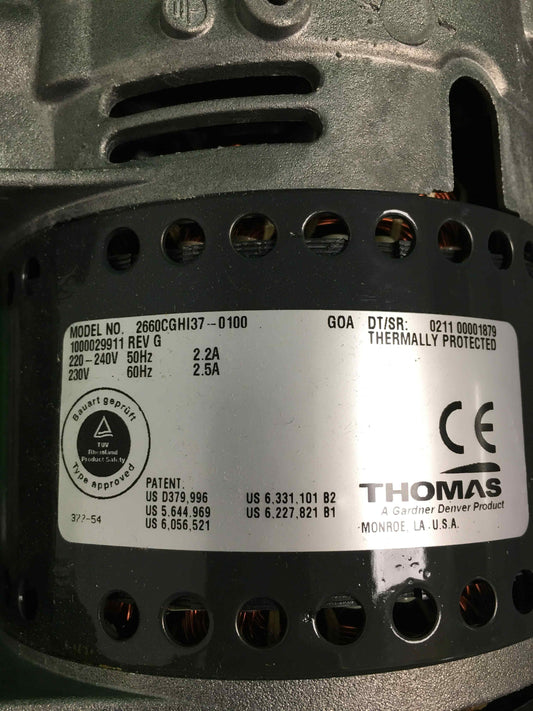 MODEL NO. 2660CGHI37-0100 GOA DT/SR: 0211 00001879
1000029911 REV G THERMALLY PROTECTED
220-240V 50Hz 2.2A
230V 60Hz 2.5A
Bauart geprüft
TÜV
Rheinland
Product Safety
Type approved
CE
PATENT
US D379,996 US 6,331,101 B2
US 5.644,969 US 6,227,821 B1
US 6,056,521
THOMAS
A Gardner Denver Product
MONROE, LA U.S.A.